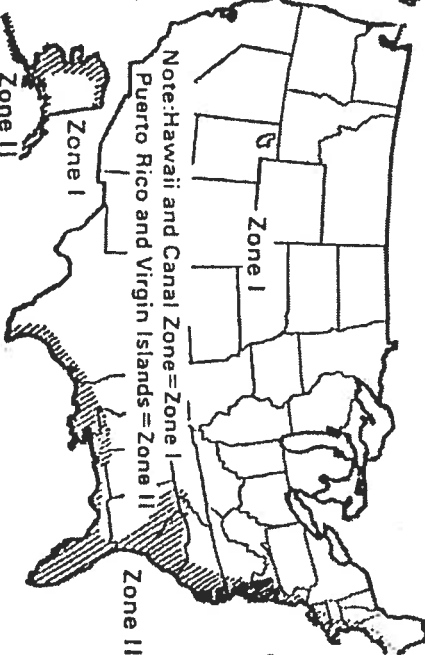 Zone I
Note:Hawaii and Canal Zone=Zone I
Puerto Rico and Virgin Islands=Zone II
Zone I
Zone II
Zone II